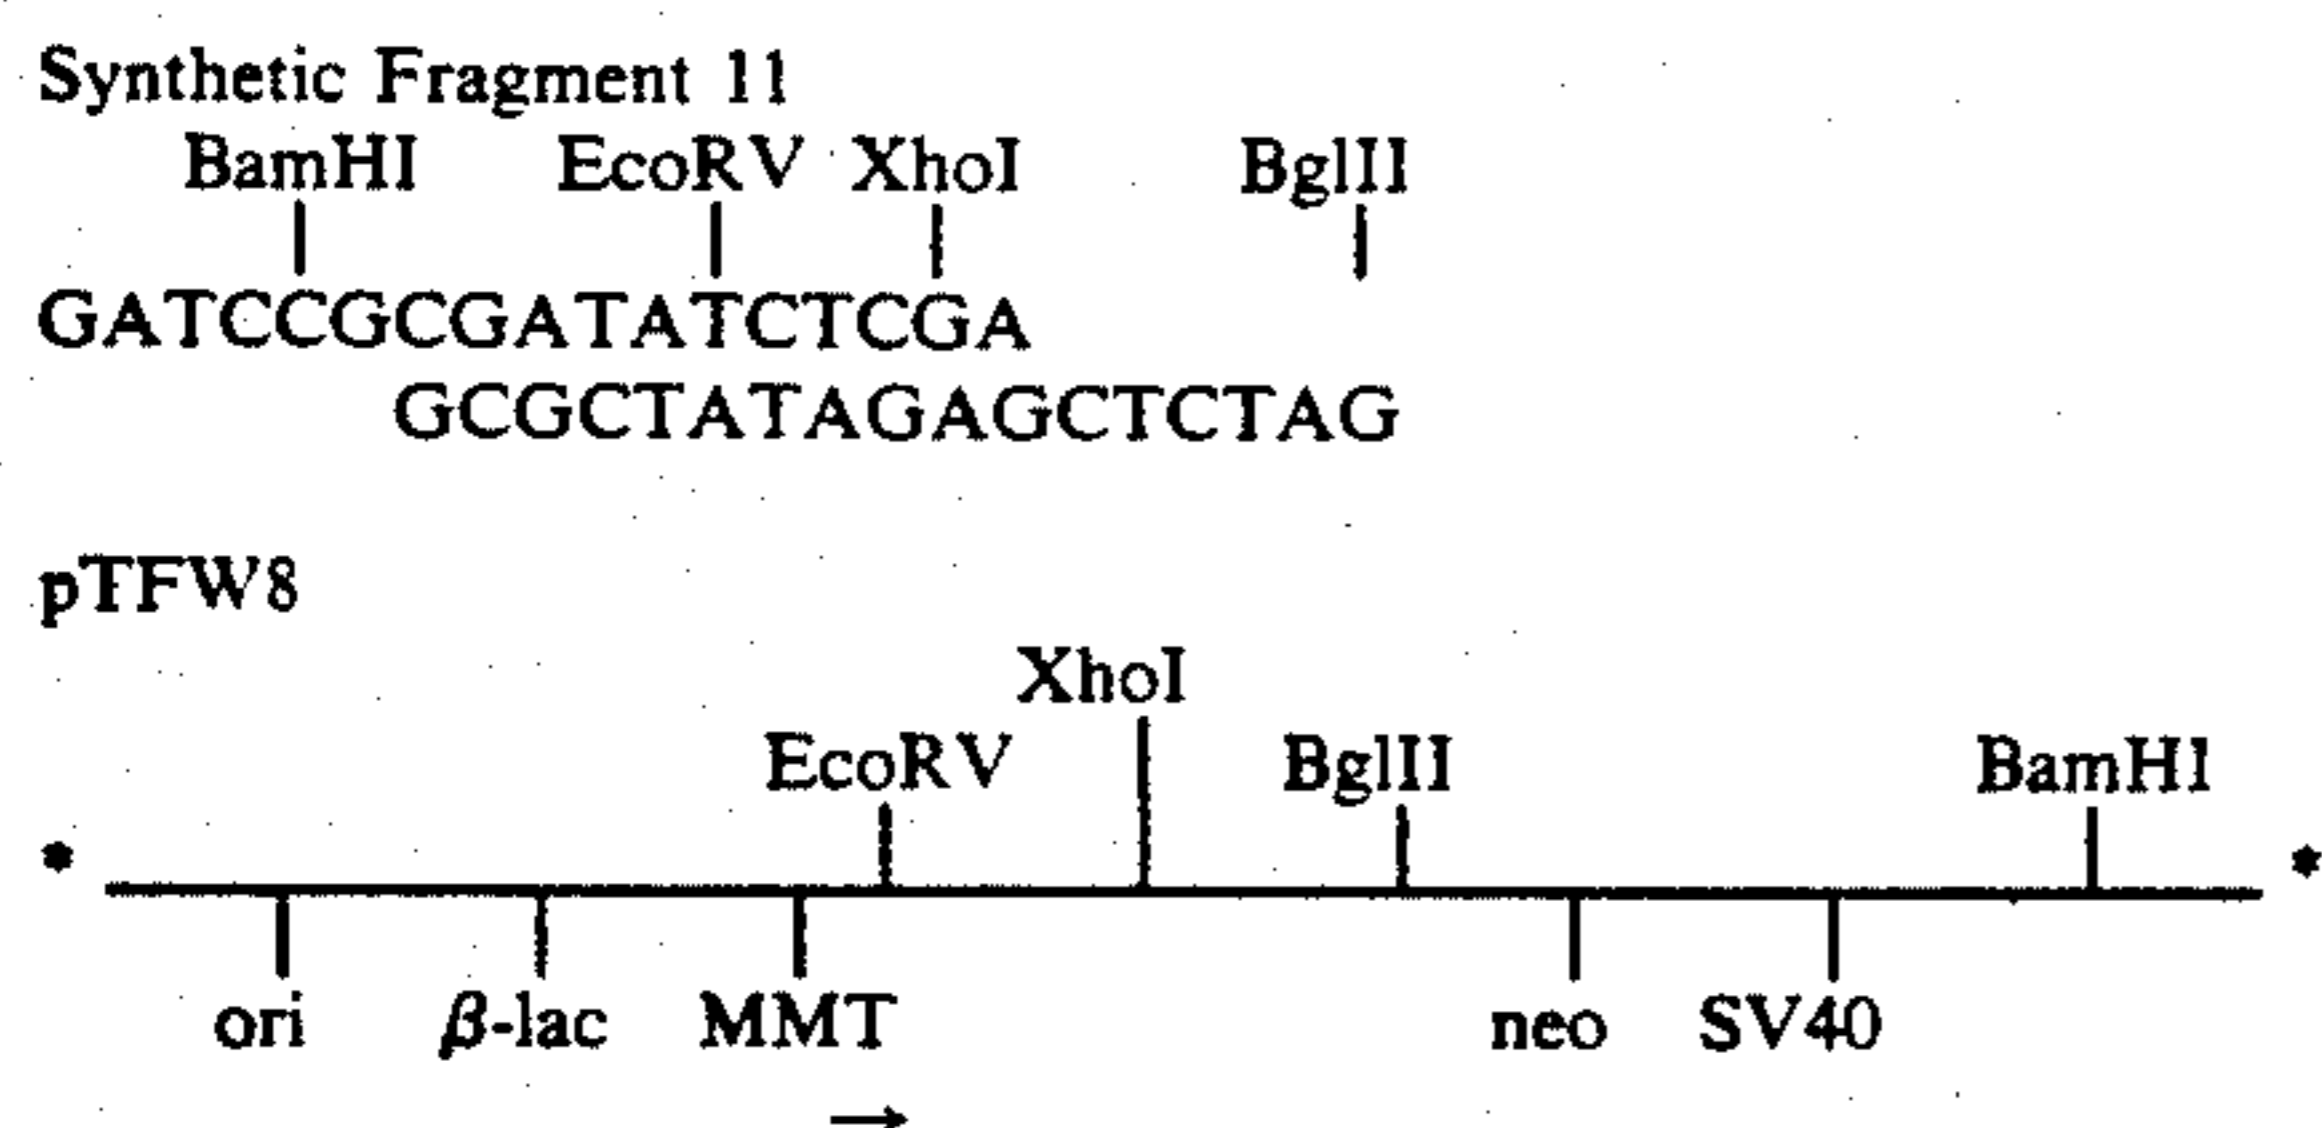 Synthetic Fragment 11
BamHI EcoRV XhoI BglII
GATCCGCGATATCTCGA
GCGCTATAGAGCTCTAG
pTFW8
XhoI
EcoRV BglII BamHI
* *
ori β-lac MMT neo SV40
→